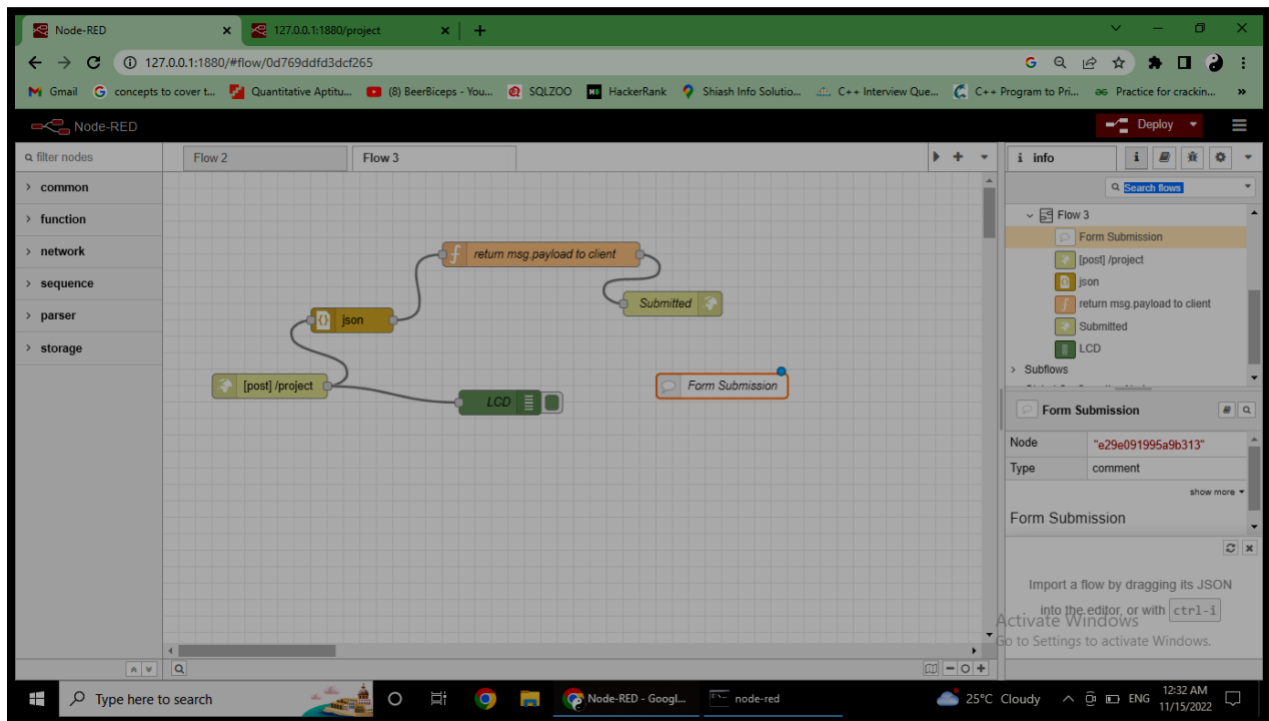 Node-RED
127.0.0.1:1880/project
127.0.0.1:1880/#flow/0d769ddfd3dcf265
Gmail
concepts to cover t...
Quantitative Aptitu...
(8) BeerBiceps - You...
SQLZOO
HackerRank
Shiash Info Solutio...
C++ Interview Que...
C++ Program to Pri...
Practice for crackin...
Node-RED
Deploy
filter nodes
Flow 2
Flow 3
info
Search flows
common
function
network
sequence
parser
storage
return msg.payload to client
Submitted
json
[post] /project
LCD
Form Submission
Flow 3
Form Submission
[post] /project
json
return msg.payload to client
Submitted
LCD
Subflows
Form Submission
Node "e29e091995a9b313"
Type comment
show more
Form Submission
Import a flow by dragging its JSON
into the editor, or with ctrl-i
Activate Windows
Go to Settings to activate Windows.
Type here to search
Node-RED - Googl...
node-red
25°C Cloudy
ENG
12:32 AM
11/15/2022